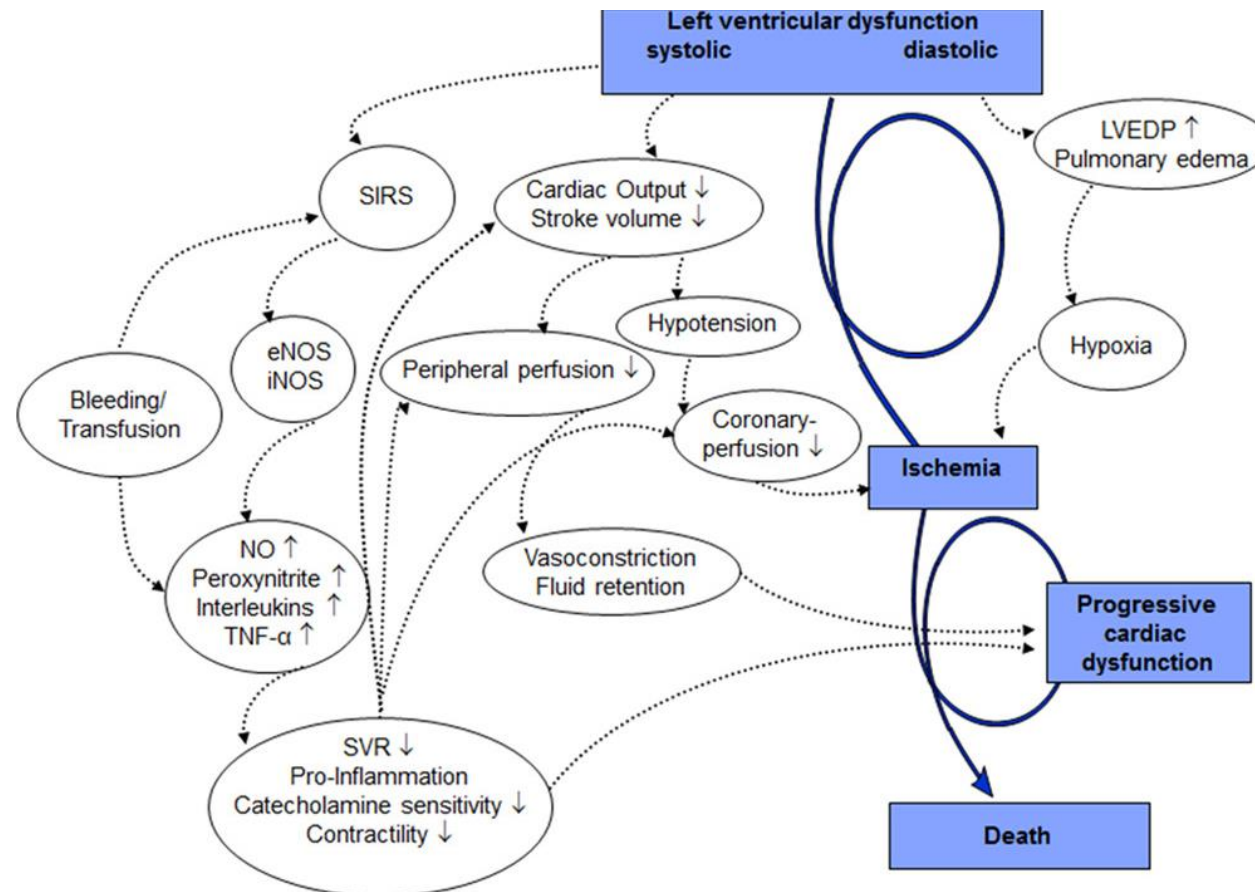 Left ventricular dysfunction
systolic diastolic
LVEDP ↑
Pulmonary edema
SIRS
Cardiac Output ↓
Stroke volume ↓
Hypotension
Hypoxia
eNOS
iNOS
Peripheral perfusion ↓
Bleeding/
Transfusion
Coronary-
perfusion ↓
Ischemia
NO ↑
Peroxynitrite ↑
Interleukins ↑
TNF-α ↑
Vasoconstriction
Fluid retention
Progressive
cardiac
dysfunction
SVR ↓
Pro-Inflammation
Catecholamine sensitivity ↓
Contractility ↓
Death